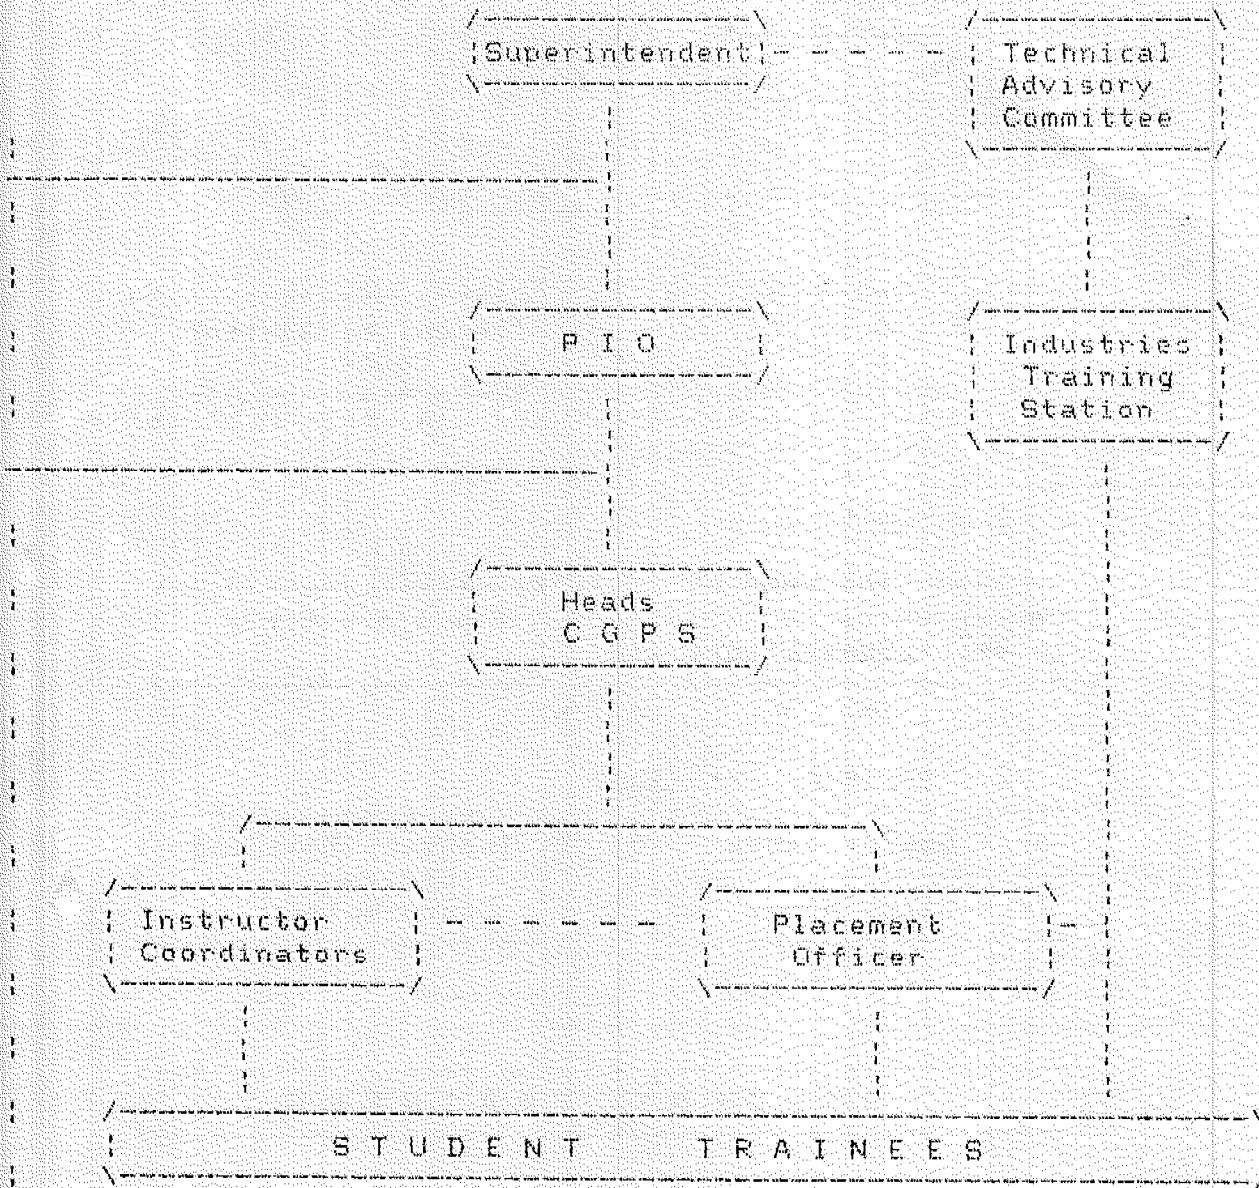 Superintendent
Technical
Advisory
Committee
P I O
Industries
Training
Station
Heads
C G P S
Instructor
Coordinators
Placement
Officer
S T U D E N T   T R A I N E E S